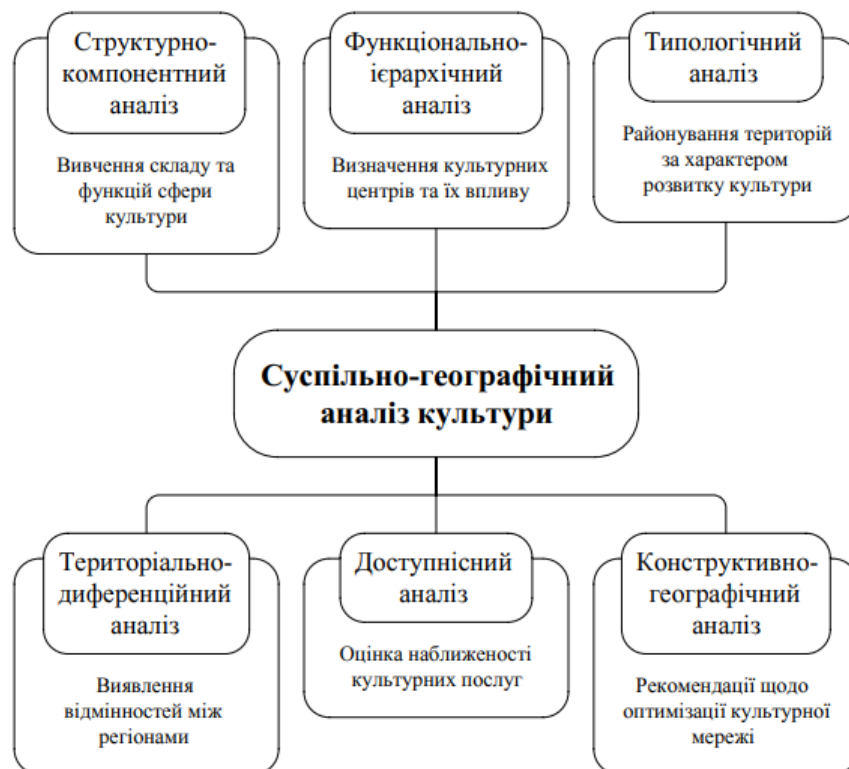 Структурно-
компонентний
аналіз
Вивчення складу та
функцій сфери
культури
Функціонально-
ієрархічний
аналіз
Визначення культурних
центрів та їх впливу
Типологічний
аналіз
Районування територій
за характером
розвитку культури
Суспільно-географічний
аналіз культури
Територіально-
диференційний
аналіз
Виявлення
відмінностей між
регіонами
Доступнісний
аналіз
Оцінка наближеності
культурних послуг
Конструктивно-
географічний
аналіз
Рекомендації щодо
оптимізації культурної
мережі